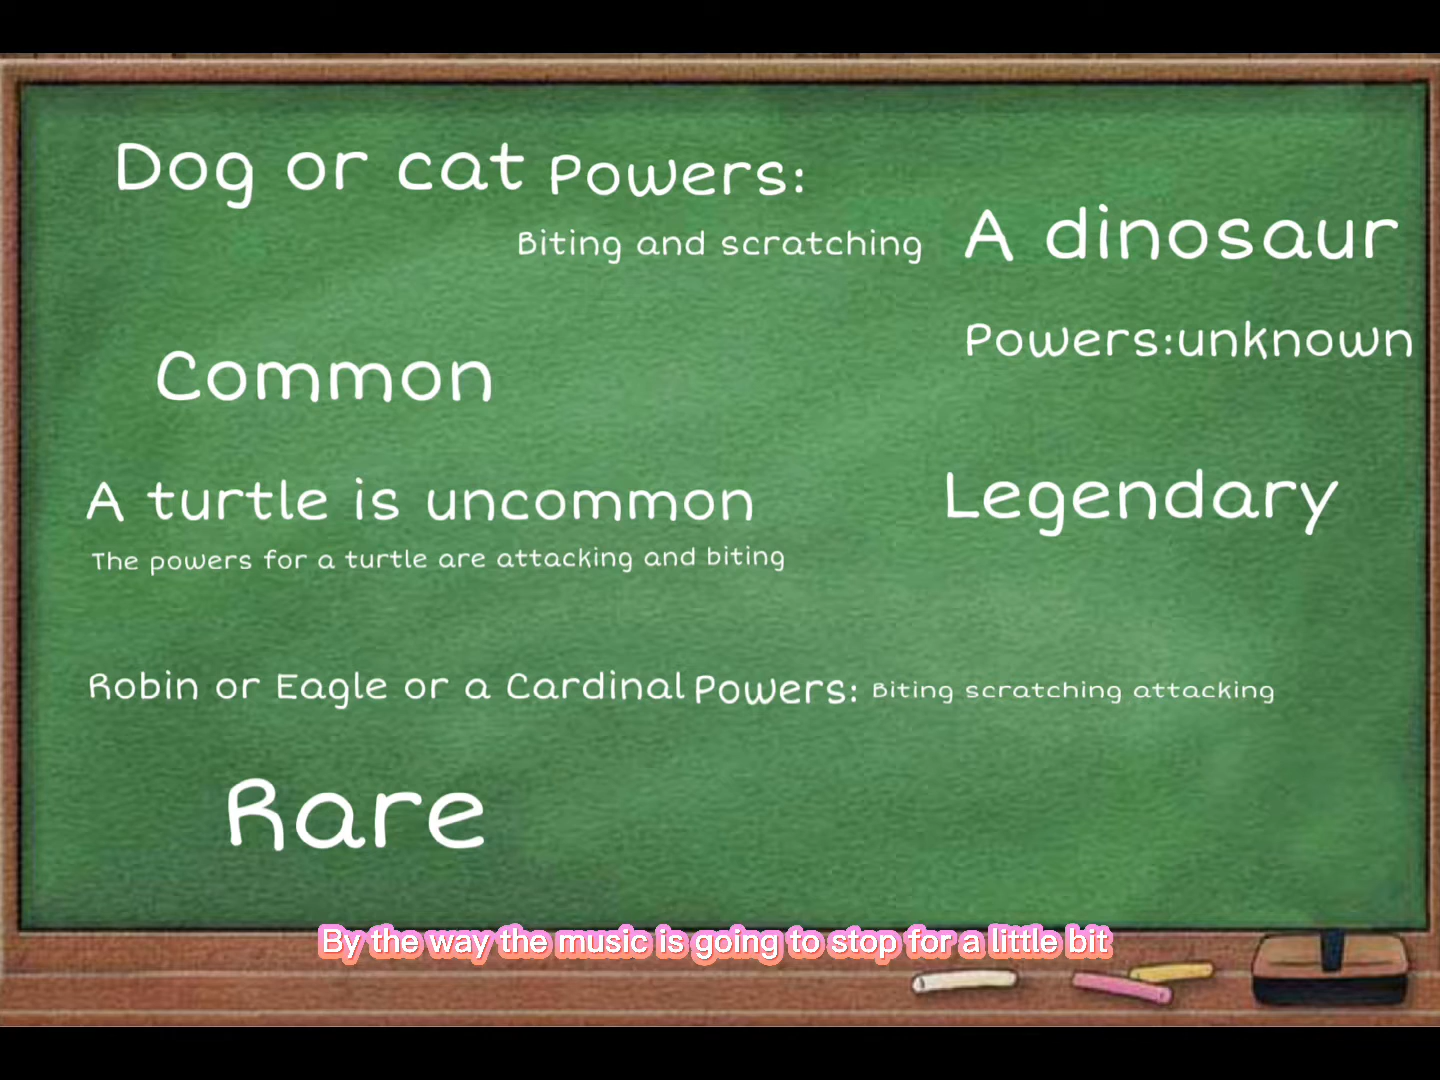 Dog or cat Powers:
Biting and scratching
Common
A dinosaur
Powers:unknown
Legendary
A turtle is uncommon
The powers for a turtle are attacking and biting
Robin or Eagle or a Cardinal Powers: Biting scratching attacking
Rare
By the way the music is going to stop for a little bit